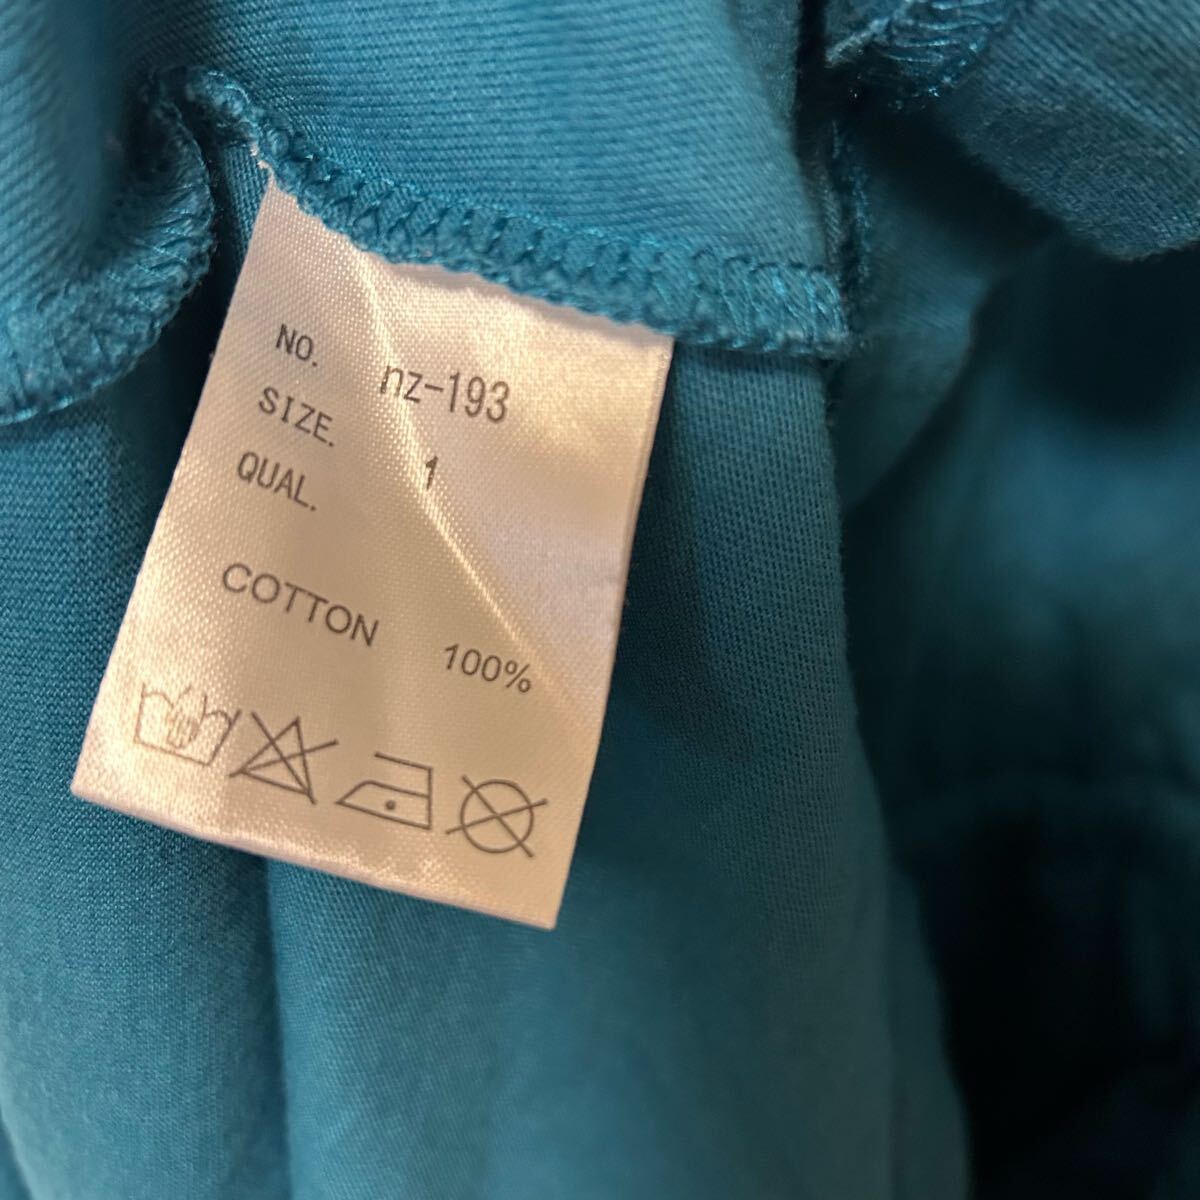 NO. nz-193
SIZE. 1
QUAL.
COTTON 100%